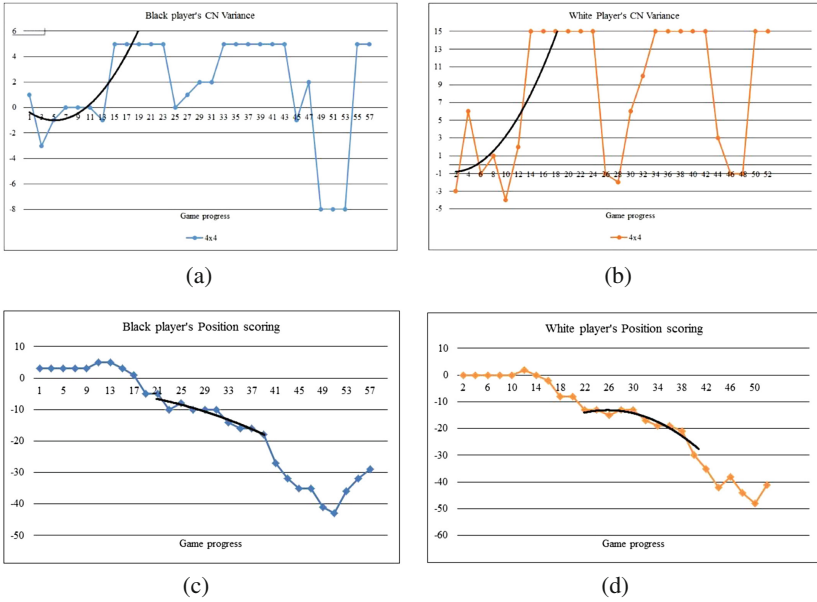 Black player's CN Variance
6
4
2
0
-2
-4
-6
-8
1 3 5 7 9 11 13 15 17 19 21 23 25 27 29 31 33 35 37 39 41 43 45 47 49 51 53 55 57
Game progress
4x4
(a)
White Player's CN Variance
15
13
11
9
7
5
3
1
-1
-3
-5
2 4 6 8 10 12 14 16 18 20 22 24 26 28 30 32 34 36 38 40 42 44 46 48 50 52
Game progress
4x4
(b)
Black player's Position scoring
10
0
-10
-20
-30
-40
-50
1 5 9 13 17 21 25 29 33 37 41 45 49 53 57
Game progress
(c)
White player's Position scoring
10
0
-10
-20
-30
-40
-50
-60
2 6 10 14 18 22 26 30 34 38 42 46 50
Game progress
(d)